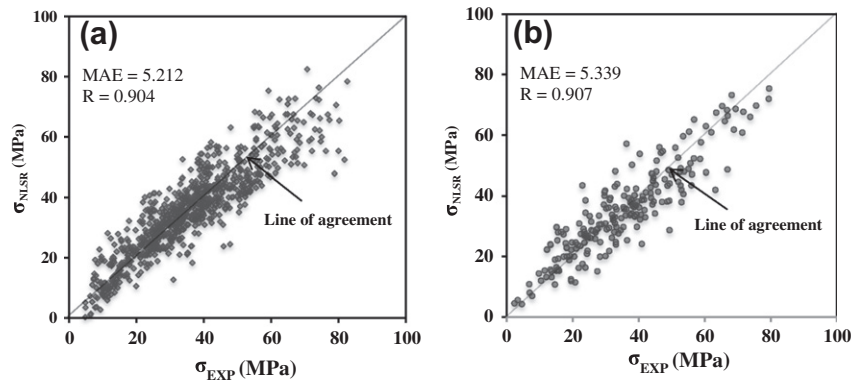 (a)
MAE = 5.212
R = 0.904
100
80
60
40
20
0
σNLSR (MPa)
Line of agreement
0 20 40 60 80 100
σEXP (MPa)
(b)
MAE = 5.339
R = 0.907
100
80
60
40
20
0
σNLSR (MPa)
Line of agreement
0 20 40 60 80 100
σEXP (MPa)